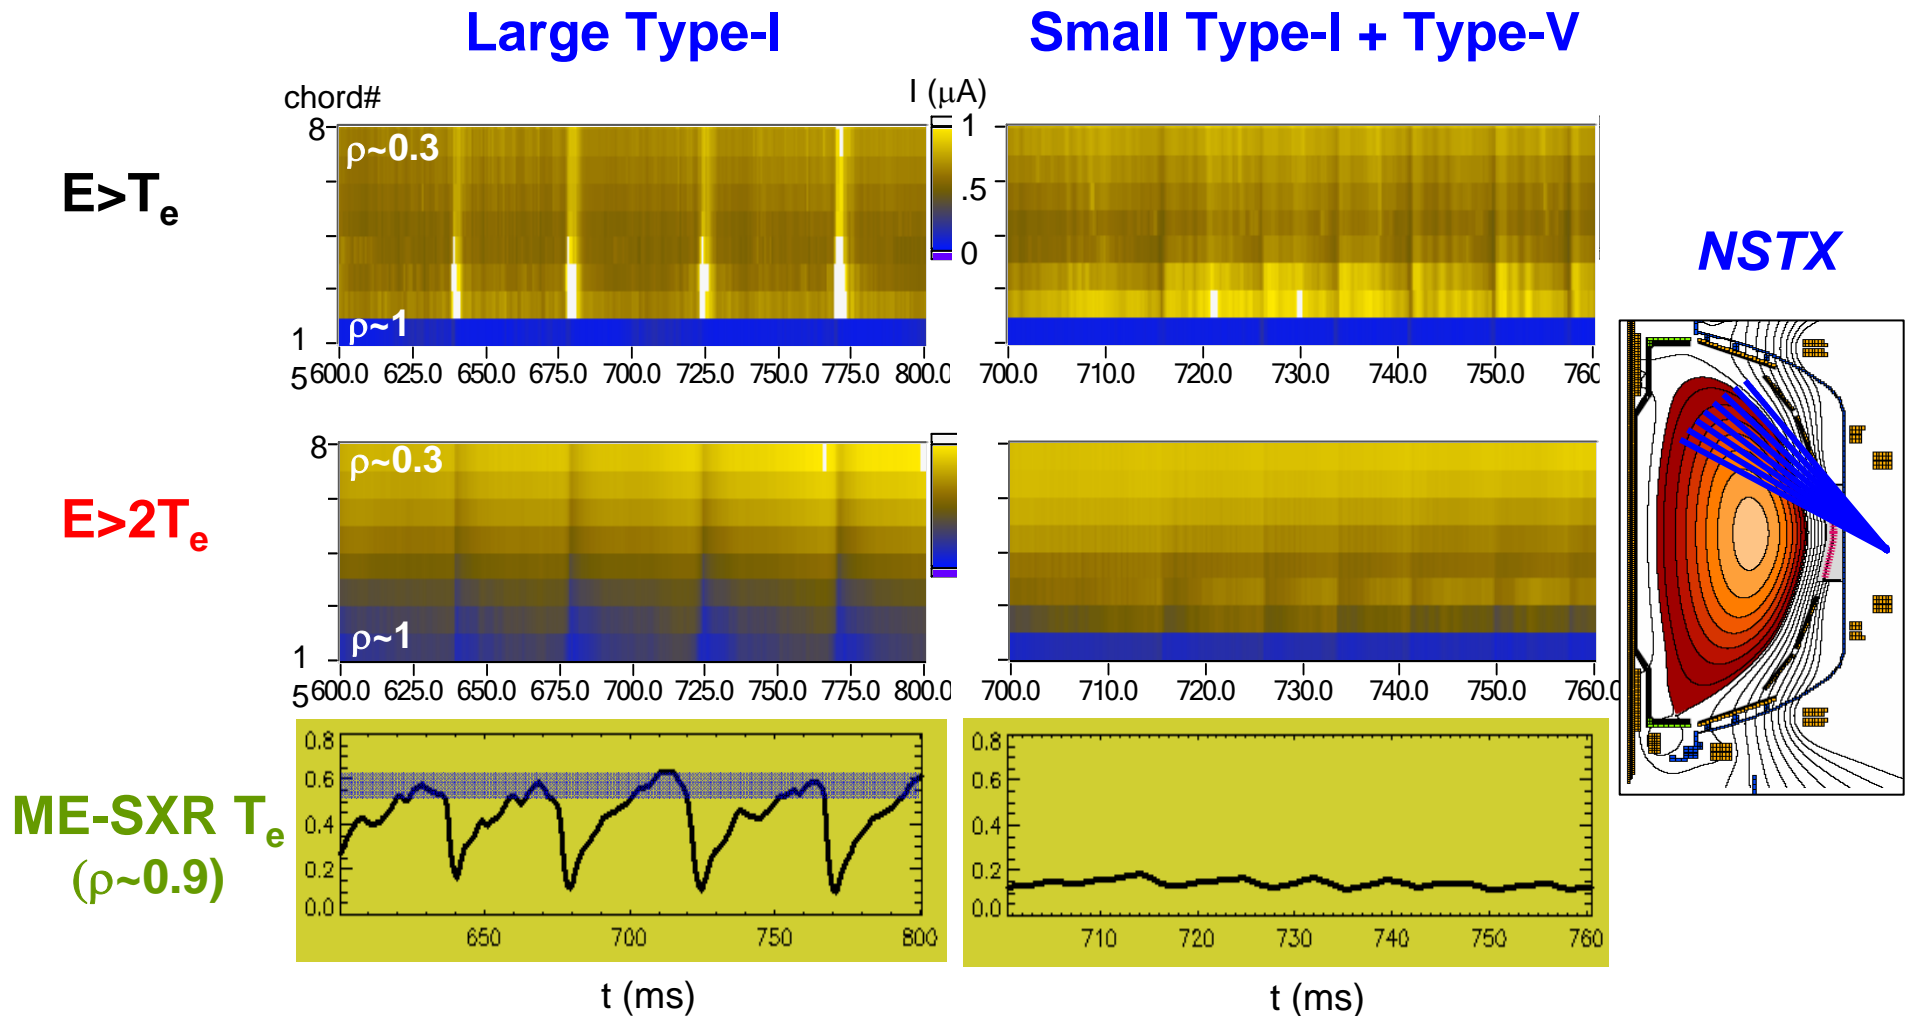 Large Type-I
Small Type-I + Type-V
chord#
I (μA)
8
ρ~0.3
1
E>Te
.5
0
ρ~1
1
5 600.0 625.0 650.0 675.0 700.0 725.0 750.0 775.0 800.0
700.0 710.0 720.0 730.0 740.0 750.0 760
NSTX
8
ρ~0.3
E>2Te
ρ~1
1
5 600.0 625.0 650.0 675.0 700.0 725.0 750.0 775.0 800.0
700.0 710.0 720.0 730.0 740.0 750.0 760.0
ME-SXR Te
(ρ~0.9)
0.8
0.6
0.4
0.2
0.0
650 700 750 800
0.8
0.6
0.4
0.2
0.0
710 720 730 740 750 760
t (ms)
t (ms)